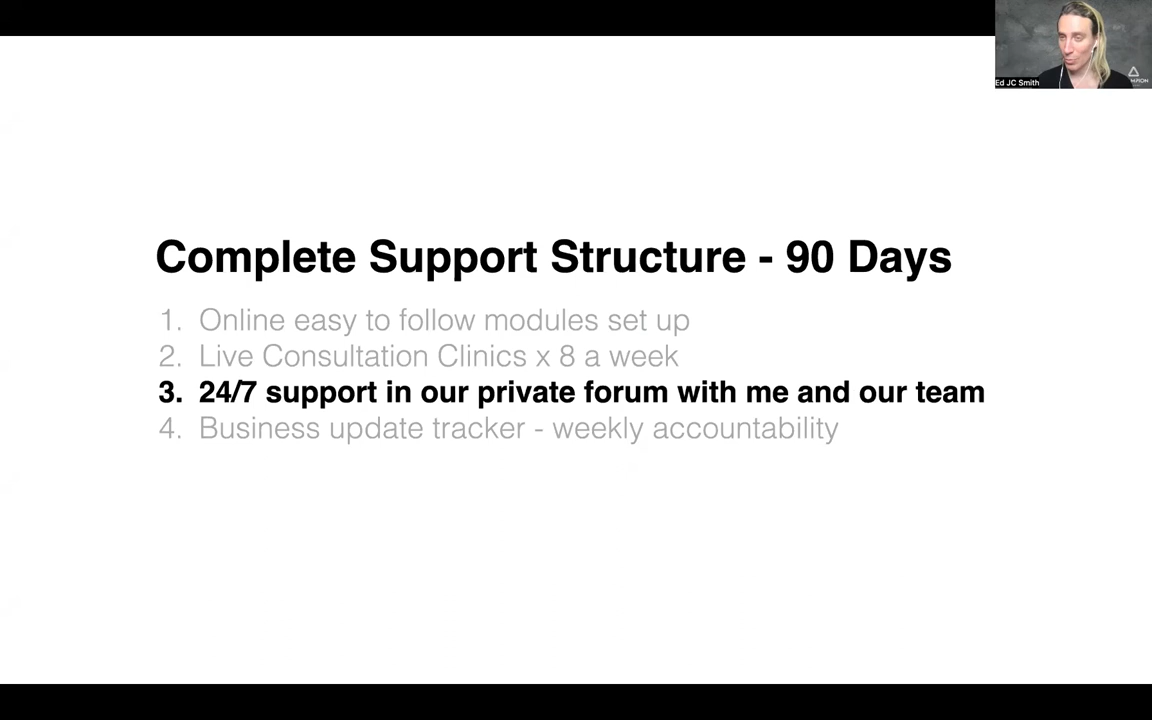 Ed JC Smith
Complete Support Structure - 90 Days
1. Online easy to follow modules set up
2. Live Consultation Clinics x 8 a week
3. 24/7 support in our private forum with me and our team
4. Business update tracker - weekly accountability